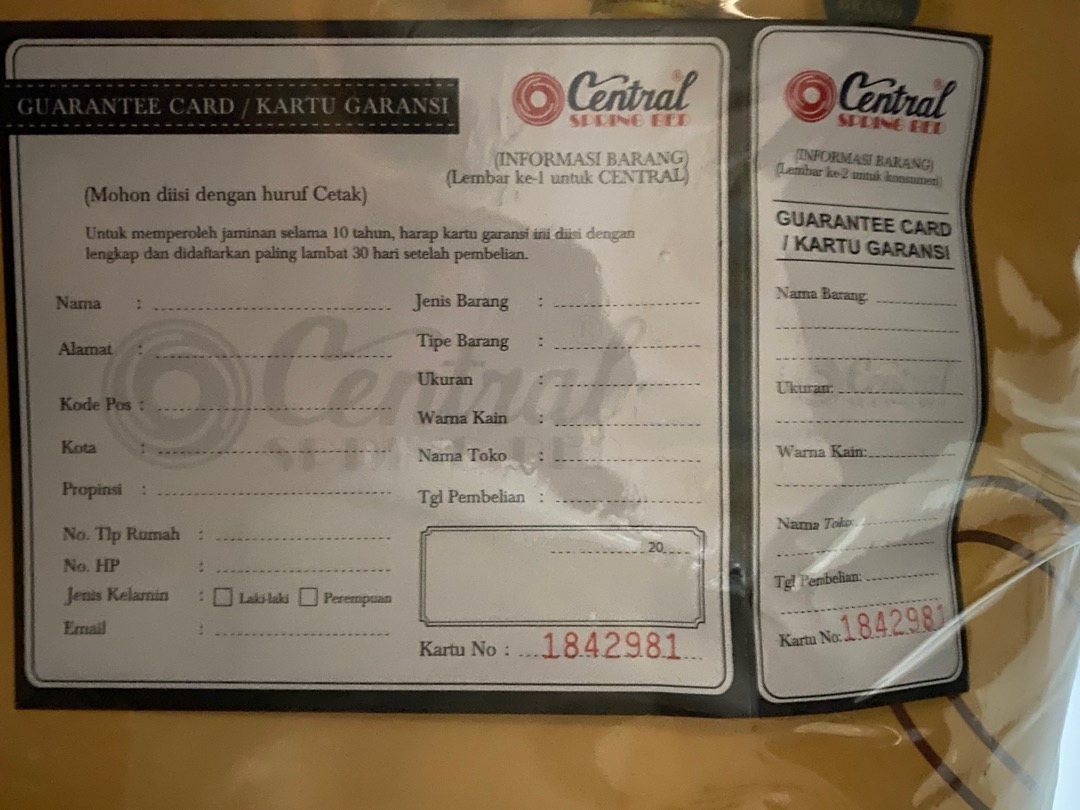 BRAND
GUARANTEE CARD / KARTU GARANSI
Central®
SPRING BED
(INFORMASI BARANG)
(Lembar ke-1 untuk CENTRAL)
(Mohon diisi dengan huruf Cetak)
Untuk memperoleh jaminan selama 10 tahun, harap kartu garansi ini diisi dengan
lengkap dan didaftarkan paling lambat 30 hari setelah pembelian.
Nama :
Alamat :
Kode Pos :
Kota :
Propinsi :
No. Tlp Rumah :
No. HP :
Jenis Kelamin : Laki-laki Perempuan
Email :
Jenis Barang :
Tipe Barang :
Ukuran :
Warna Kain :
Nama Toko :
Tgl Pembelian :
20
Kartu No : 1842981
Central®
SPRING BED
Central®
SPRING BED
(INFORMASI BARANG)
(Lembar ke-2 untuk konsumen)
GUARANTEE CARD
/ KARTU GARANSI
Nama Barang:
Ukuran:
Warna Kain:
Nama Toko:
Tgl Pembelian:
Kartu No: 1842981